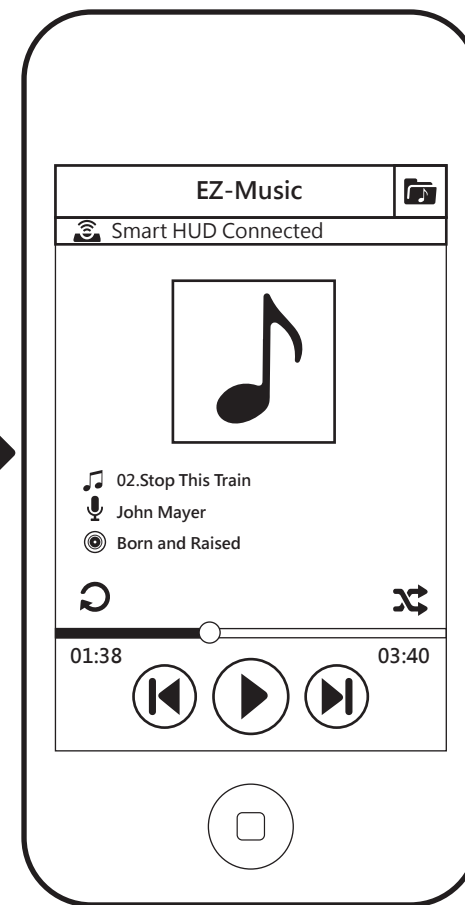 EZ-Music
Smart HUD Connected
02.Stop This Train
John Mayer
Born and Raised
01:38 03:40